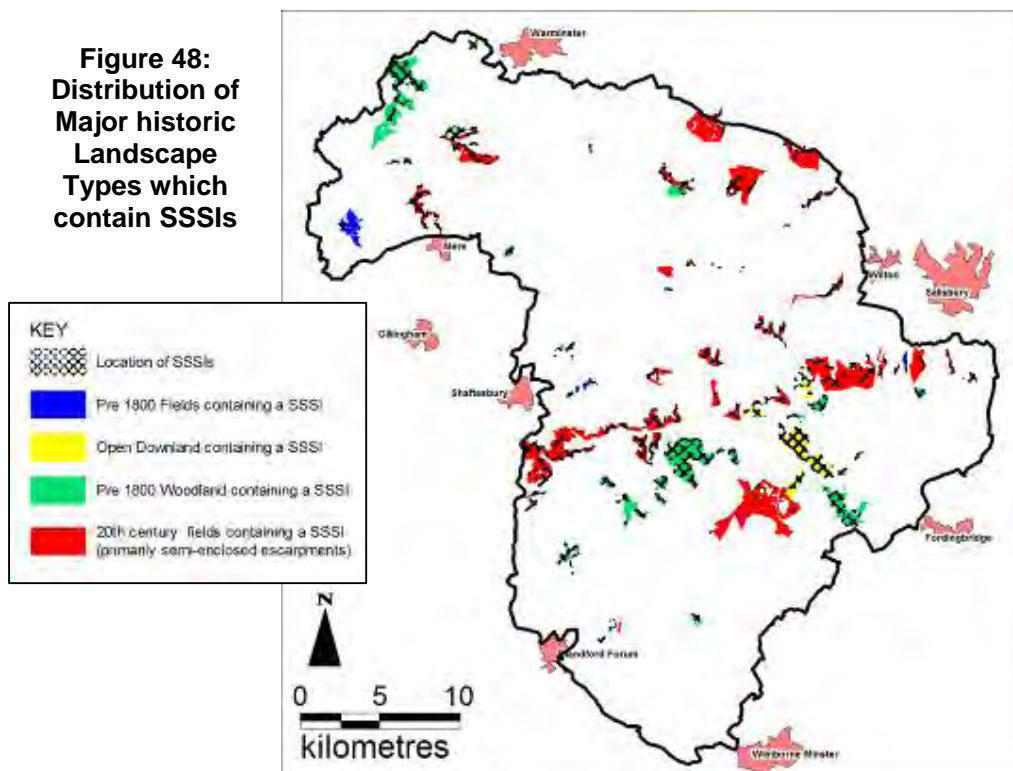 Figure 48:
Distribution of
Major historic
Landscape
Types which
contain SSSIs
Warminster
Mere
Wilton
Salisbury
Gillingham
Shaftesbury
Fordingbridge
landford Forum
Wimborne Minster
KEY
Location of SSSIs
Pre 1800 Fields containing a SSSI
Open Downland containing a SSSI
Pre 1800 Woodland containing a SSSI
20th century fields containing a SSSI
(primarily semi-enclosed escarpments)
N
0 5 10
kilometres